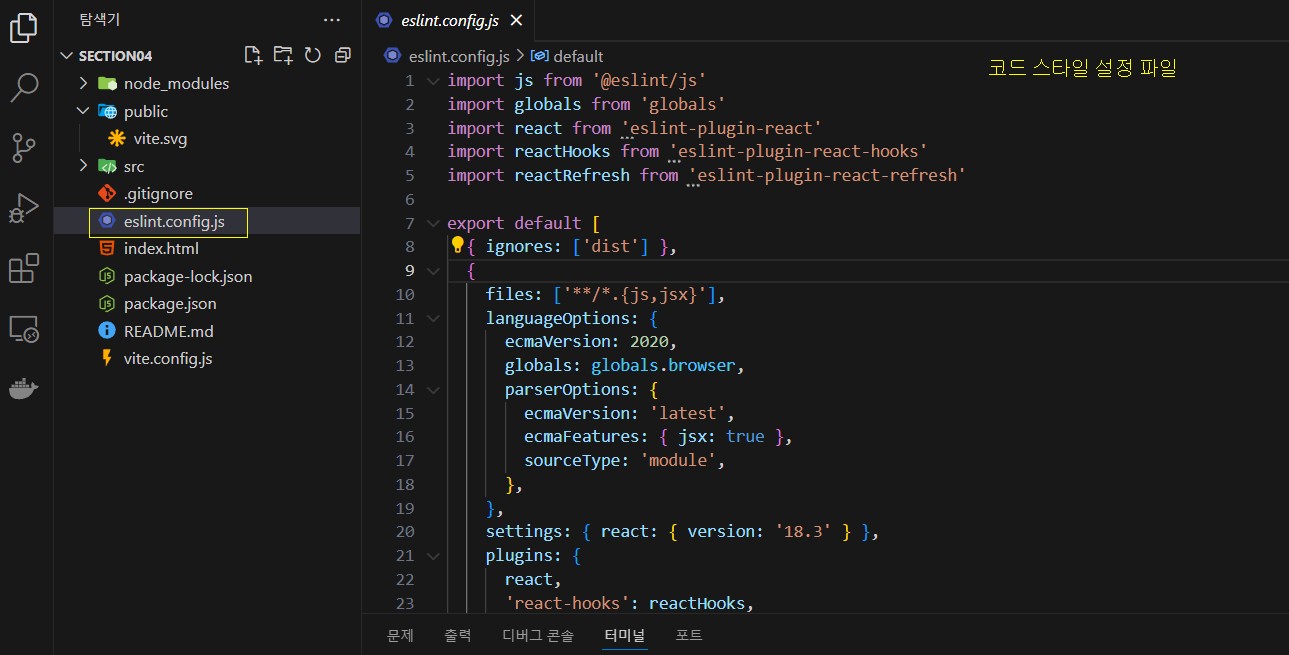 탐색기
SECTION04
node_modules
public
vite.svg
src
.gitignore
eslint.config.js
index.html
package-lock.json
package.json
README.md
vite.config.js
eslint.config.js
eslint.config.js > default
코드 스타일 설정 파일
1 import js from '@eslint/js'
2 import globals from 'globals'
3 import react from 'eslint-plugin-react'
4 import reactHooks from 'eslint-plugin-react-hooks'
5 import reactRefresh from 'eslint-plugin-react-refresh'
6
7 export default [
8 { ignores: ['dist'] },
9 {
10 files: ['**/*.{js,jsx}'],
11 languageOptions: {
12 ecmaVersion: 2020,
13 globals: globals.browser,
14 parserOptions: {
15 ecmaVersion: 'latest',
16 ecmaFeatures: { jsx: true },
17 sourceType: 'module',
18 },
19 },
20 settings: { react: { version: '18.3' } },
21 plugins: {
22 react,
23 'react-hooks': reactHooks,
문제 출력 디버그 콘솔 터미널 포트